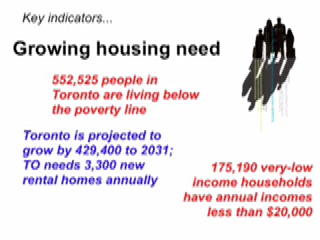 Key indicators...
Growing housing need
552,525 people in
Toronto are living below
the poverty line
Toronto is projected to
grow by 429,400 to 2031;
TO needs 3,300 new
rental homes annually
175,190 very-low
income households
have annual incomes
less than $20,000